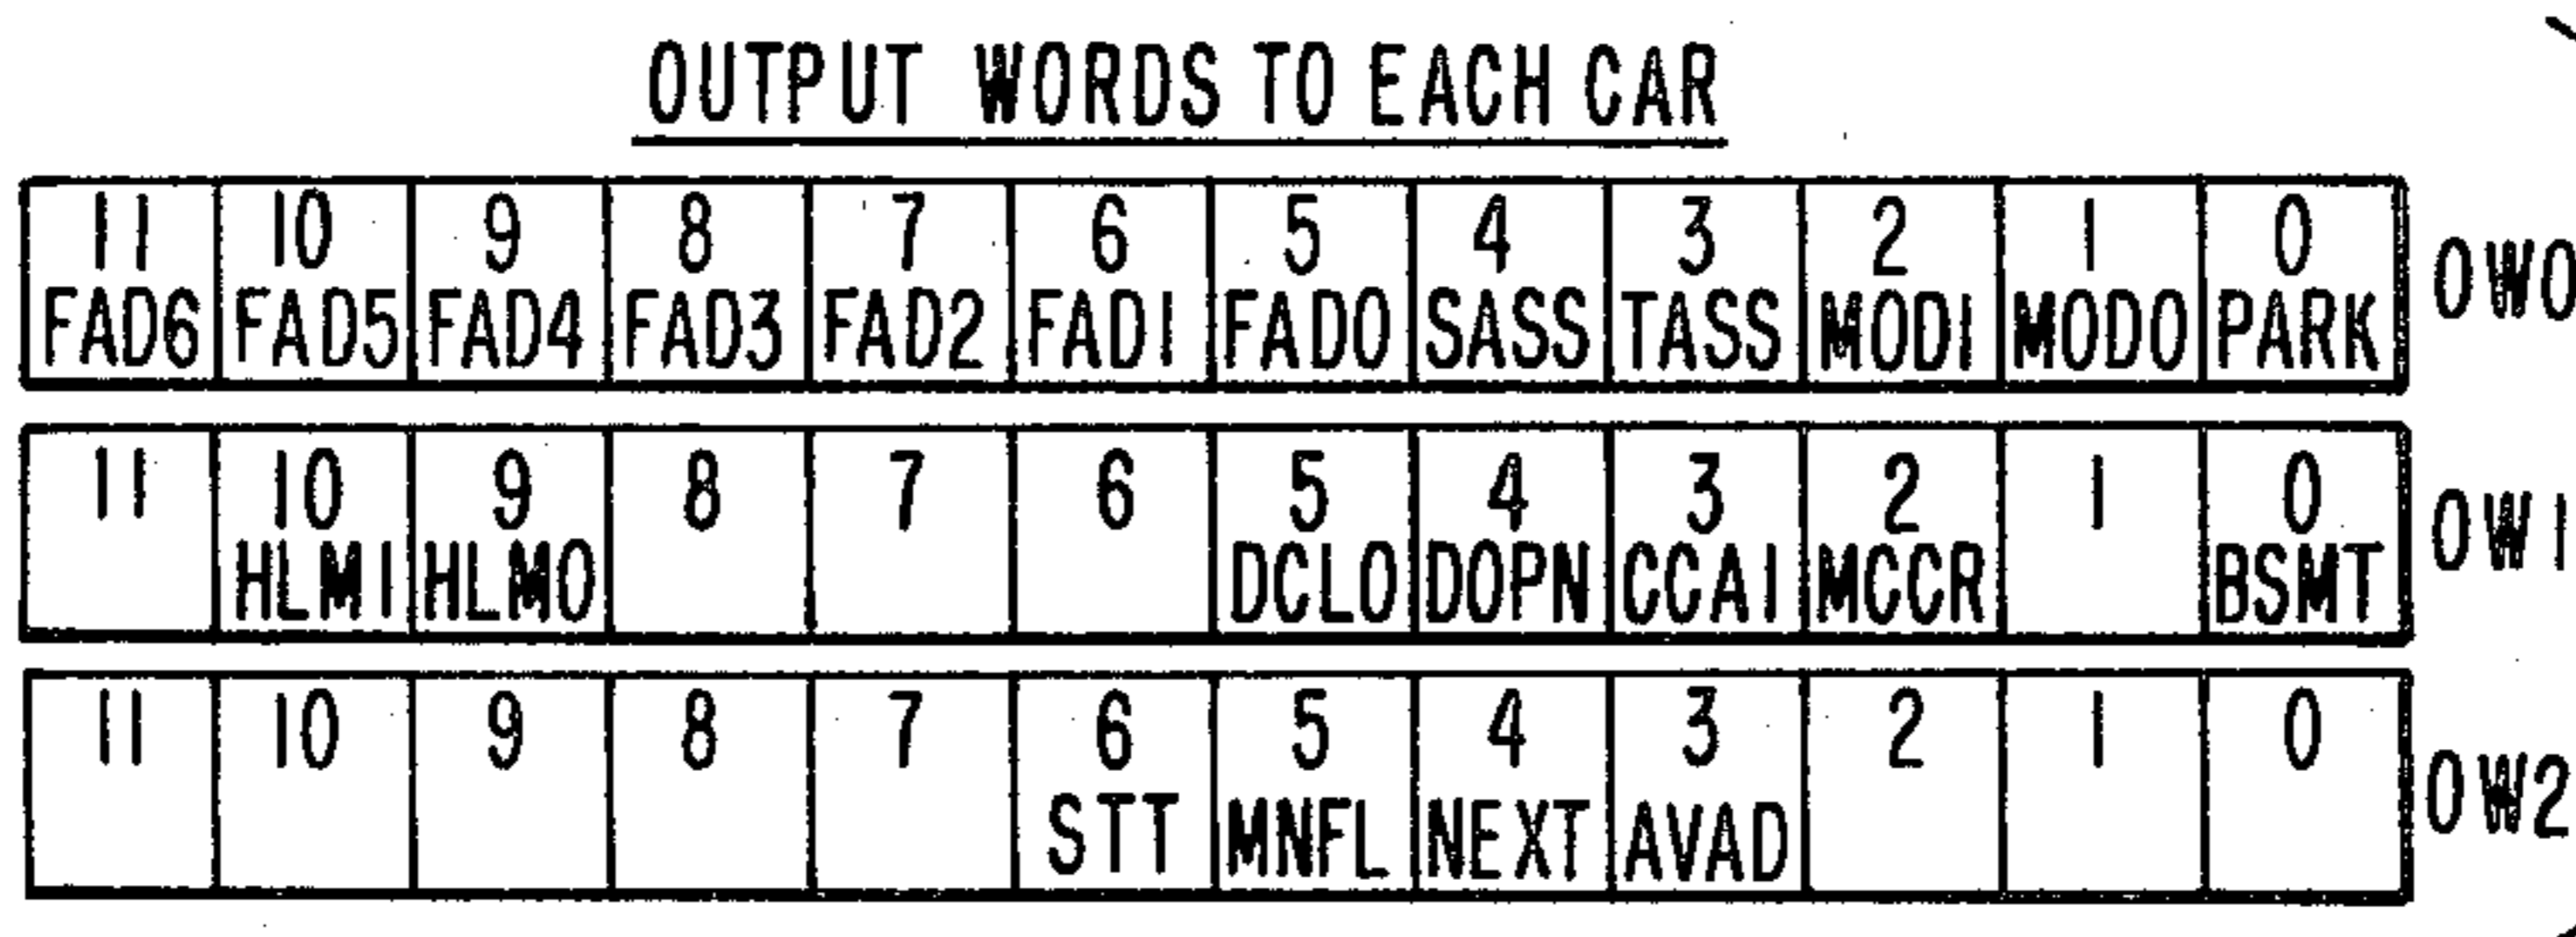 OUTPUT WORDS TO EACH CAR
11 10 9 8 7 6 5 4 3 2 1 0
FAD6 FAD5 FAD4 FAD3 FAD2 FAD1 FAD0 SASS TASS MOD1 MOD0 PARK OW0
11 10 9 8 7 6 5 4 3 2 1 0
HLM1 HLM0 DCLO DOPN CCAI MCCR BSMT OW1
11 10 9 8 7 6 5 4 3 2 1 0
STT MNFL NEXT AVAD OW2